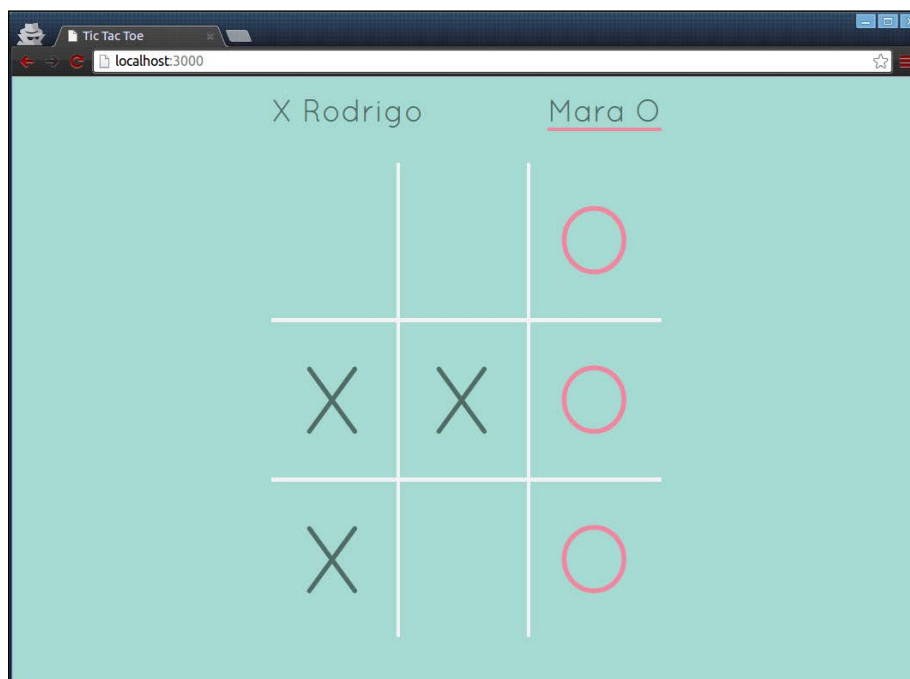 Tic Tac Toe
localhost:3000
X Rodrigo
Mara O
O
X X O
X O